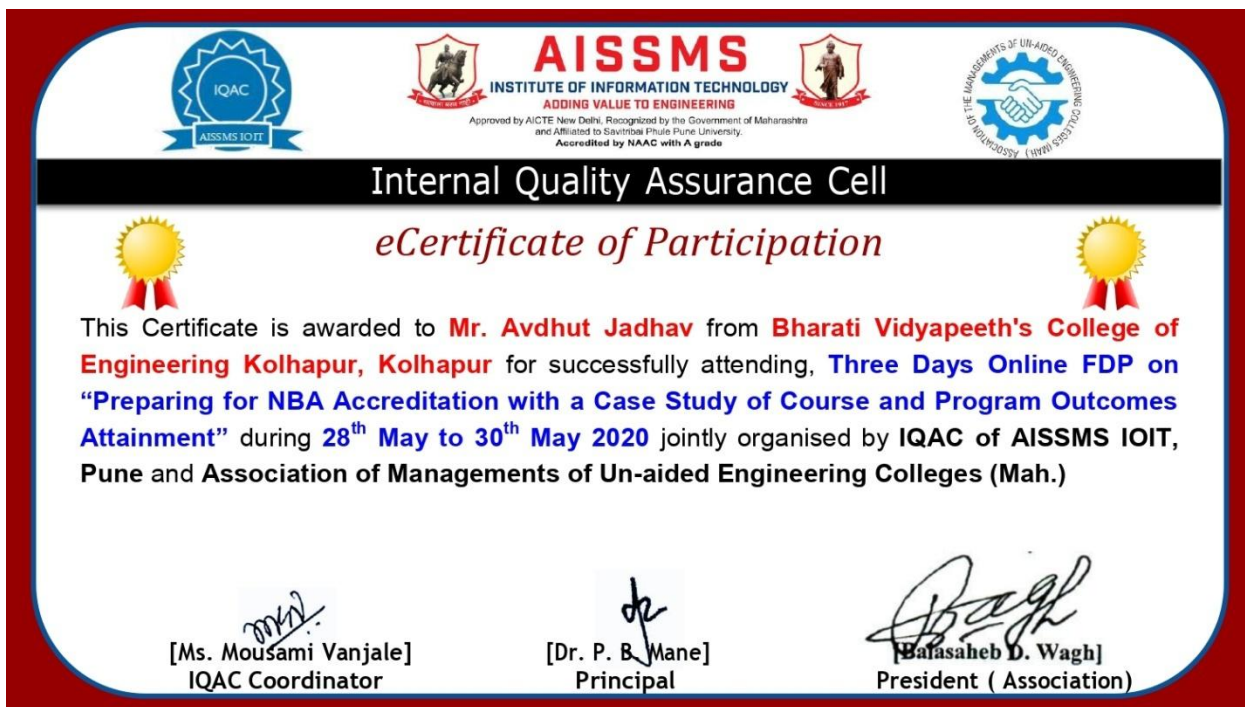 IQAC
AISSMS IOIT
AISSMS
INSTITUTE OF INFORMATION TECHNOLOGY
ADDING VALUE TO ENGINEERING
SINCE 1917
Approved by AICTE New Delhi, Recognized by the Government of Maharashtra
and Affiliated to Savitribai Phule Pune University.
Accredited by NAAC with A grade
ASSOCIATION OF THE MANAGEMENTS OF UN-AIDED ENGINEERING COLLEGES (MAH.)
Internal Quality Assurance Cell
eCertificate of Participation
This Certificate is awarded to Mr. Avdhut Jadhav from Bharati Vidyapeeth's College of
Engineering Kolhapur, Kolhapur for successfully attending, Three Days Online FDP on
“Preparing for NBA Accreditation with a Case Study of Course and Program Outcomes
Attainment” during 28th May to 30th May 2020 jointly organised by IQAC of AISSMS IOIT,
Pune and Association of Managements of Un-aided Engineering Colleges (Mah.)
[Ms. Mousami Vanjale]
IQAC Coordinator
[Dr. P. B. Mane]
Principal
[Balasaheb D. Wagh]
President ( Association)